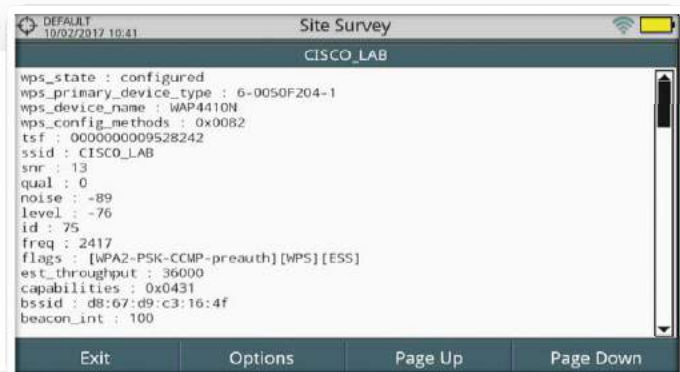 DEFAULT
10/02/2017 10:41
Site Survey
CISCO_LAB
wps_state : configured
wps_primary_device_type : 6-0050F204-1
wps_device_name : WAP4410N
wps_config_methods : 0x0082
tsf : 0000000009528242
ssid : CISCO_LAB
snr : 13
qual : 0
noise : -89
level : -76
id : 75
freq : 2417
flags : [WPA2-PSK-CCMP-preauth][WPS][ESS]
est_throughput : 36000
capabilities : 0x0431
bssid : d8:67:d9:c3:16:4f
beacon_int : 100
Exit
Options
Page Up
Page Down